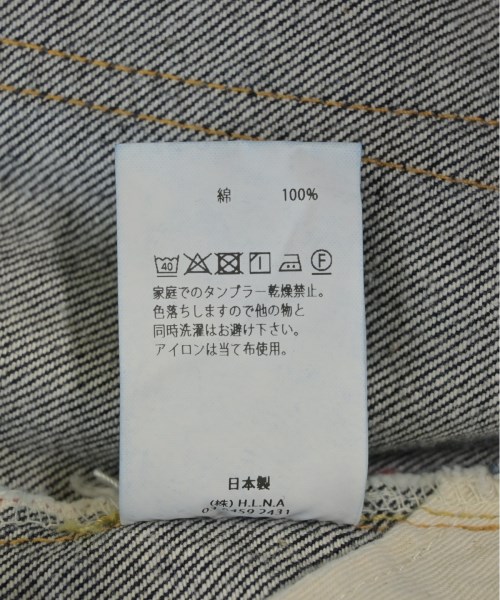 綿 100%
40 F
家庭でのタンブラー乾燥禁止。
色落ちしますので他の物と
同時洗濯はお避け下さい。
アイロンは当て布使用。
日本製
(株) H.L.N.A